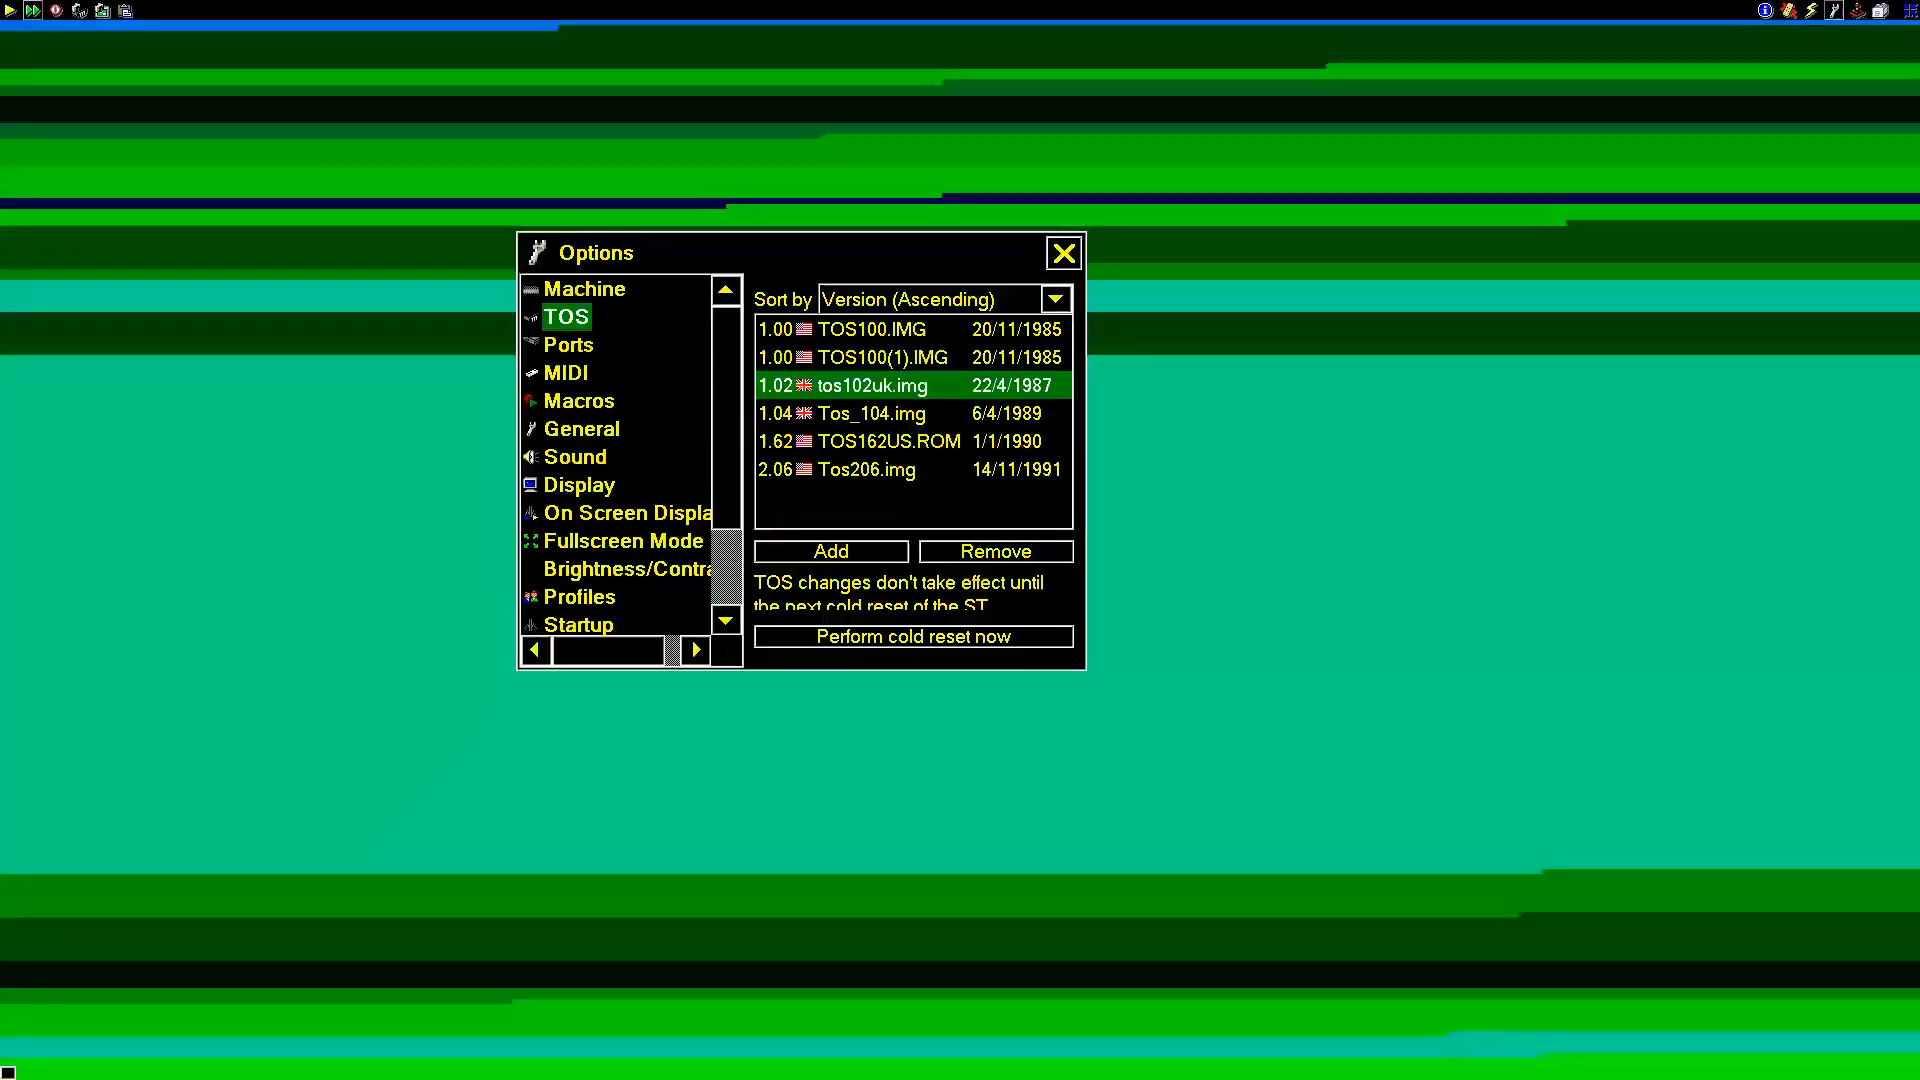 Options
Machine
TOS
Ports
MIDI
Macros
General
Sound
Display
On Screen Displa
Fullscreen Mode
Brightness/Contra
Profiles
Startup
Sort by Version (Ascending)
1.00 TOS100.IMG 20/11/1985
1.00 TOS100(1).IMG 20/11/1985
1.02 tos102uk.img 22/4/1987
1.04 Tos_104.img 6/4/1989
1.62 TOS162US.ROM 1/1/1990
2.06 Tos206.img 14/11/1991
Add Remove
TOS changes don't take effect until
the next cold reset of the ST
Perform cold reset now